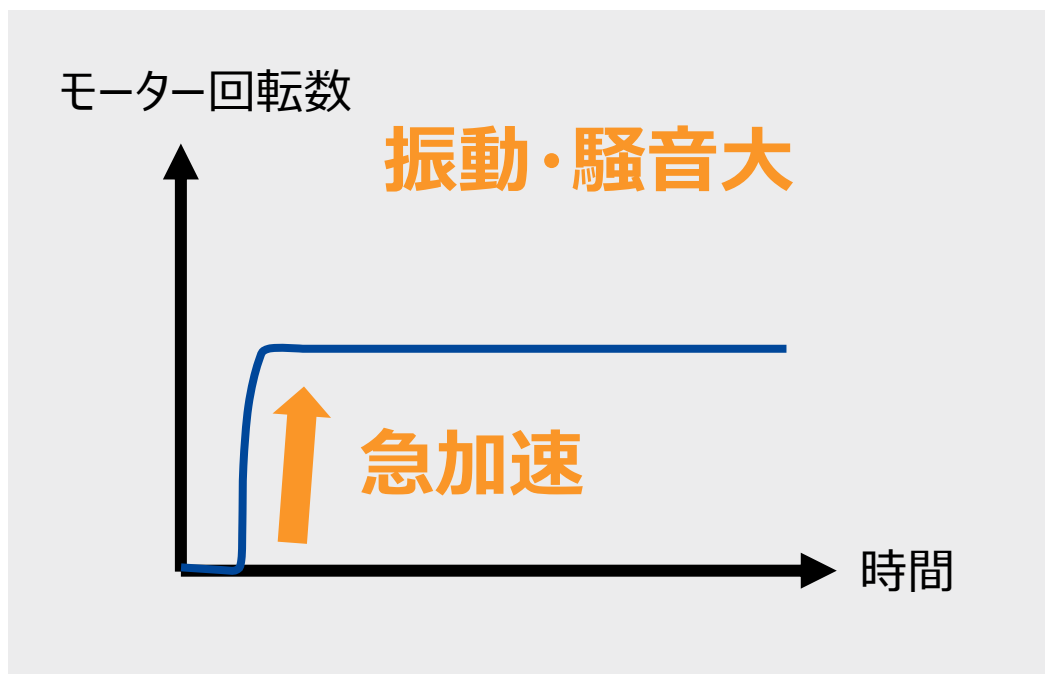 モーター回転数
振動・騒音大
急加速
時間